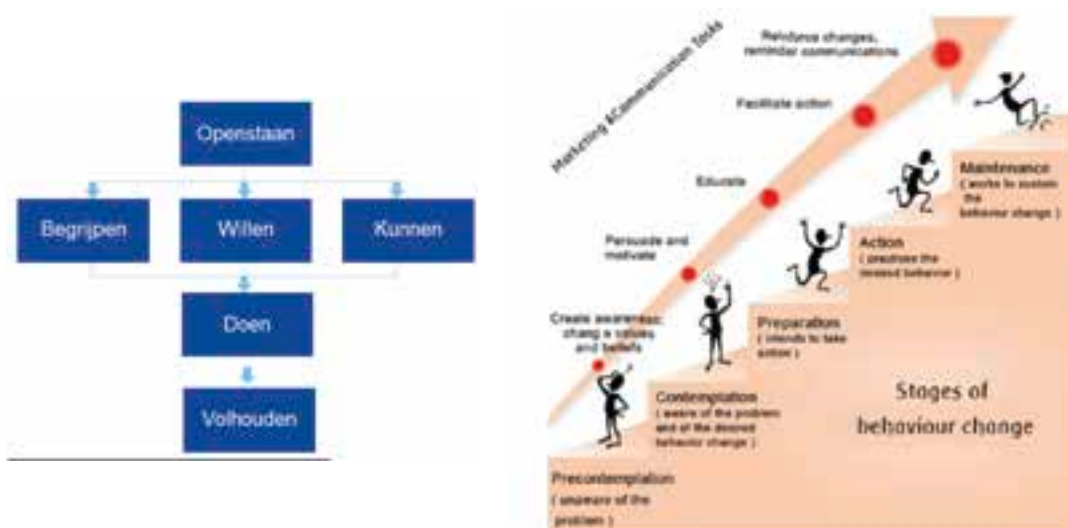 Openstaan
Begrijpen
Willen
Kunnen
Doen
Volhouden
Marketing &Communication Tasks
Reinforce changes,
reminder communications
Facilitate action
Educate
Persuade and
motivate
Create awareness,
chang e values
and beliefs
Maintenance
( works to sustain
the
behaviour change )
Action
( practises the
desired behavior )
Preparation
( intends to take
action )
Contemplation
( aware of the problem
and of the desired
behavior change )
Precontemplation
( unaware of the
problem )
Stages of
behaviour change